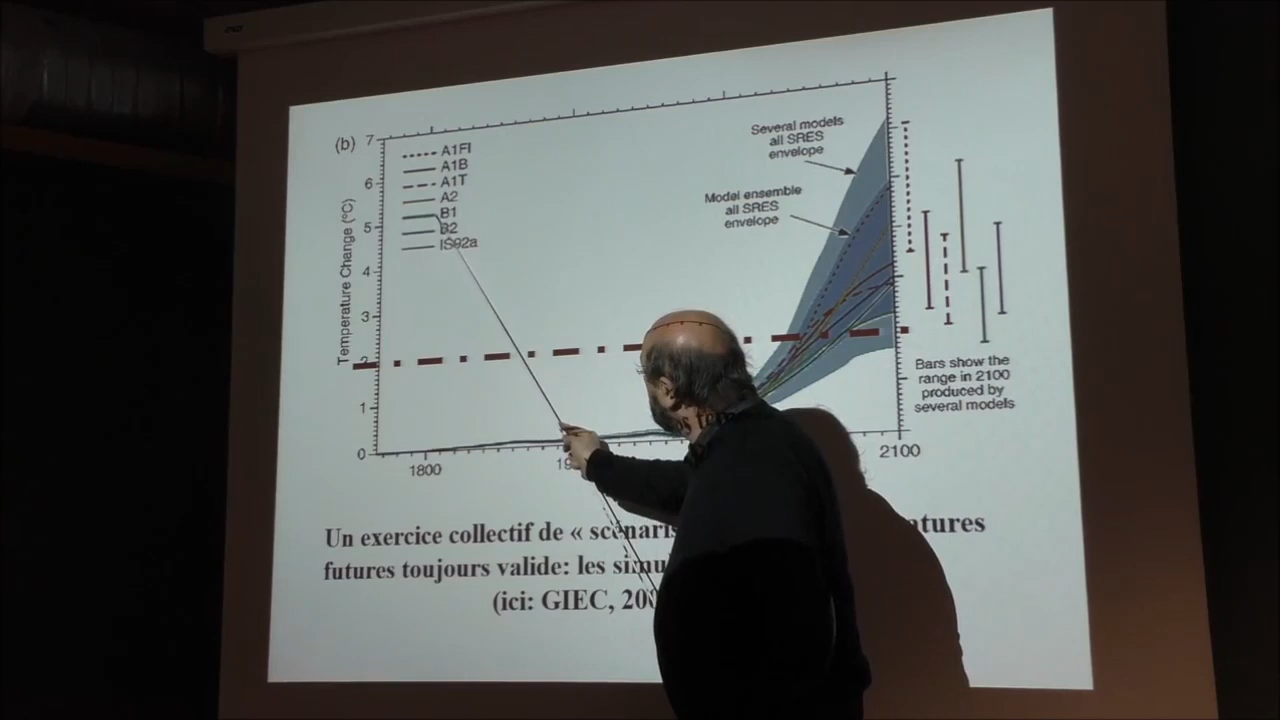 (b)
7
6
5
4
3
2
1
0
Temperature Change (°C)
A1FI
A1B
A1T
A2
B1
B2
IS92a
Several models
all SRES
envelope
Model ensemble
all SRES
envelope
Bars show the
range in 2100
produced by
several models
1800
19
2100
Un exercice collectif de « scénaris atures
futures toujours valide: les simu
(ici: GIEC, 200